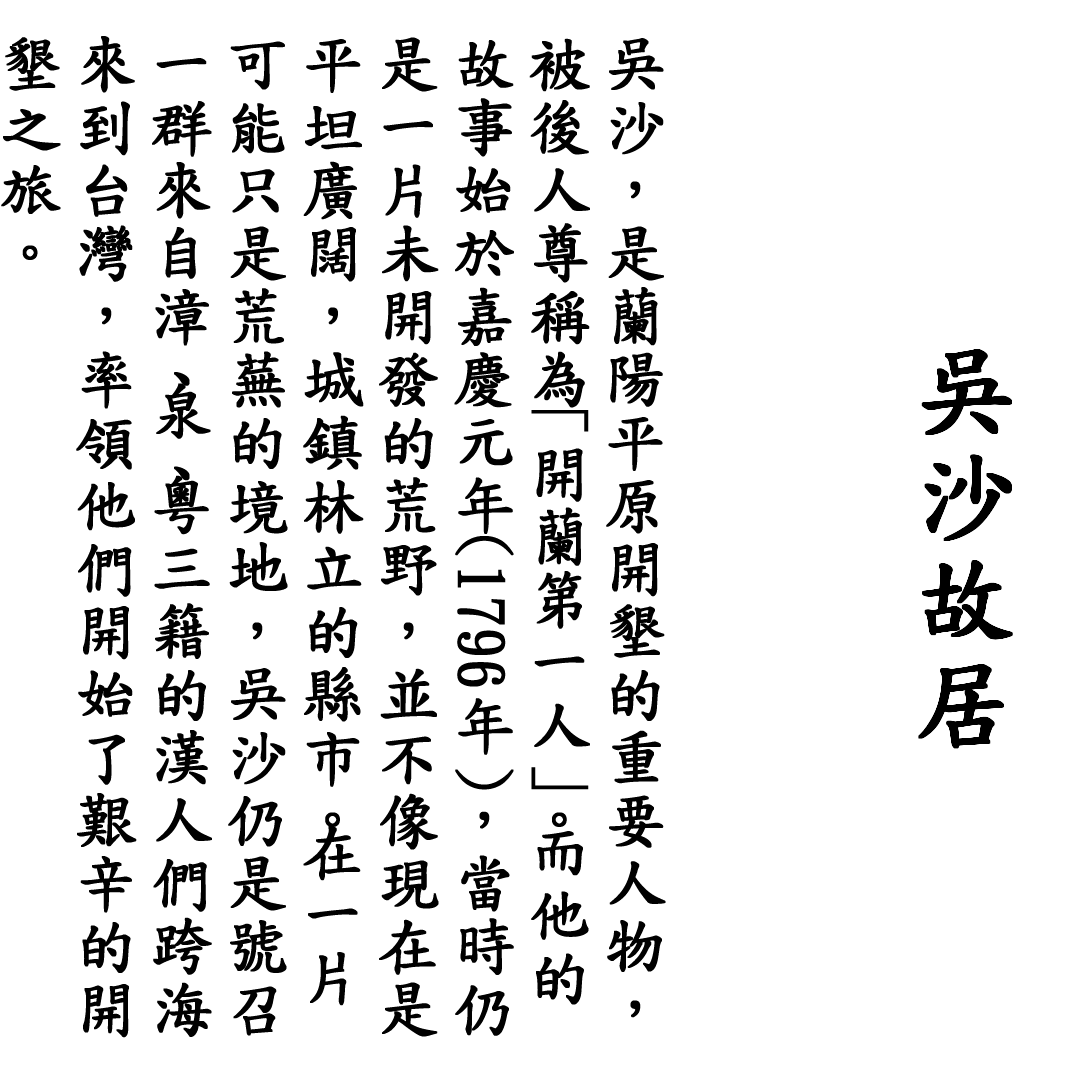 吳沙故居
吳沙，是蘭陽平原開墾的重要人物，
被後人尊稱為「開蘭第一人」。而他的
故事始於嘉慶元年(1796年)，當時仍
是一片未開發的荒野，並不像現在是
平坦廣闊，城鎮林立的縣市。在一片
可能只是荒蕪的境地，吳沙仍是號召
一群來自漳、泉、粵三籍的漢人們跨海
來到台灣，率領他們開始了艱辛的開
墾之旅。